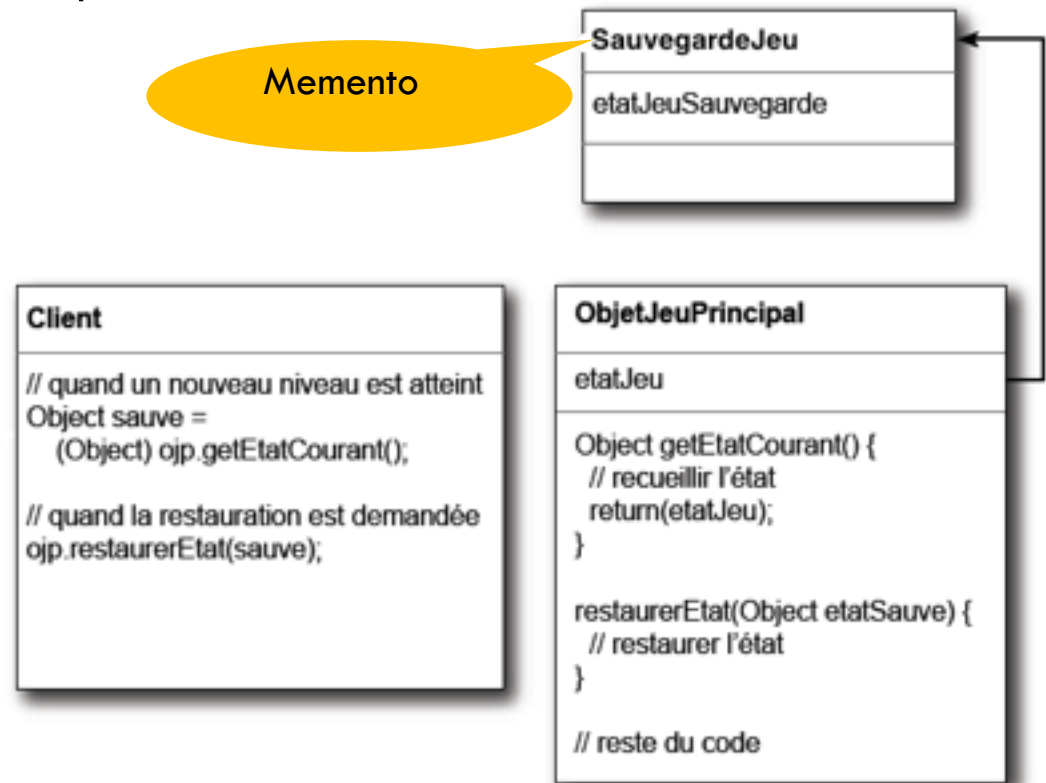 Memento
SauvegardeJeu
etatJeuSauvegarde
Client
// quand un nouveau niveau est atteint
Object sauve =
(Object) ojp.getEtatCourant();
// quand la restauration est demandée
ojp.restaurerEtat(sauve);
ObjetJeuPrincipal
etatJeu
Object getEtatCourant() {
// recueillir l'état
return(etatJeu);
}
restaurerEtat(Object etatSauve) {
// restaurer l'état
}
// reste du code